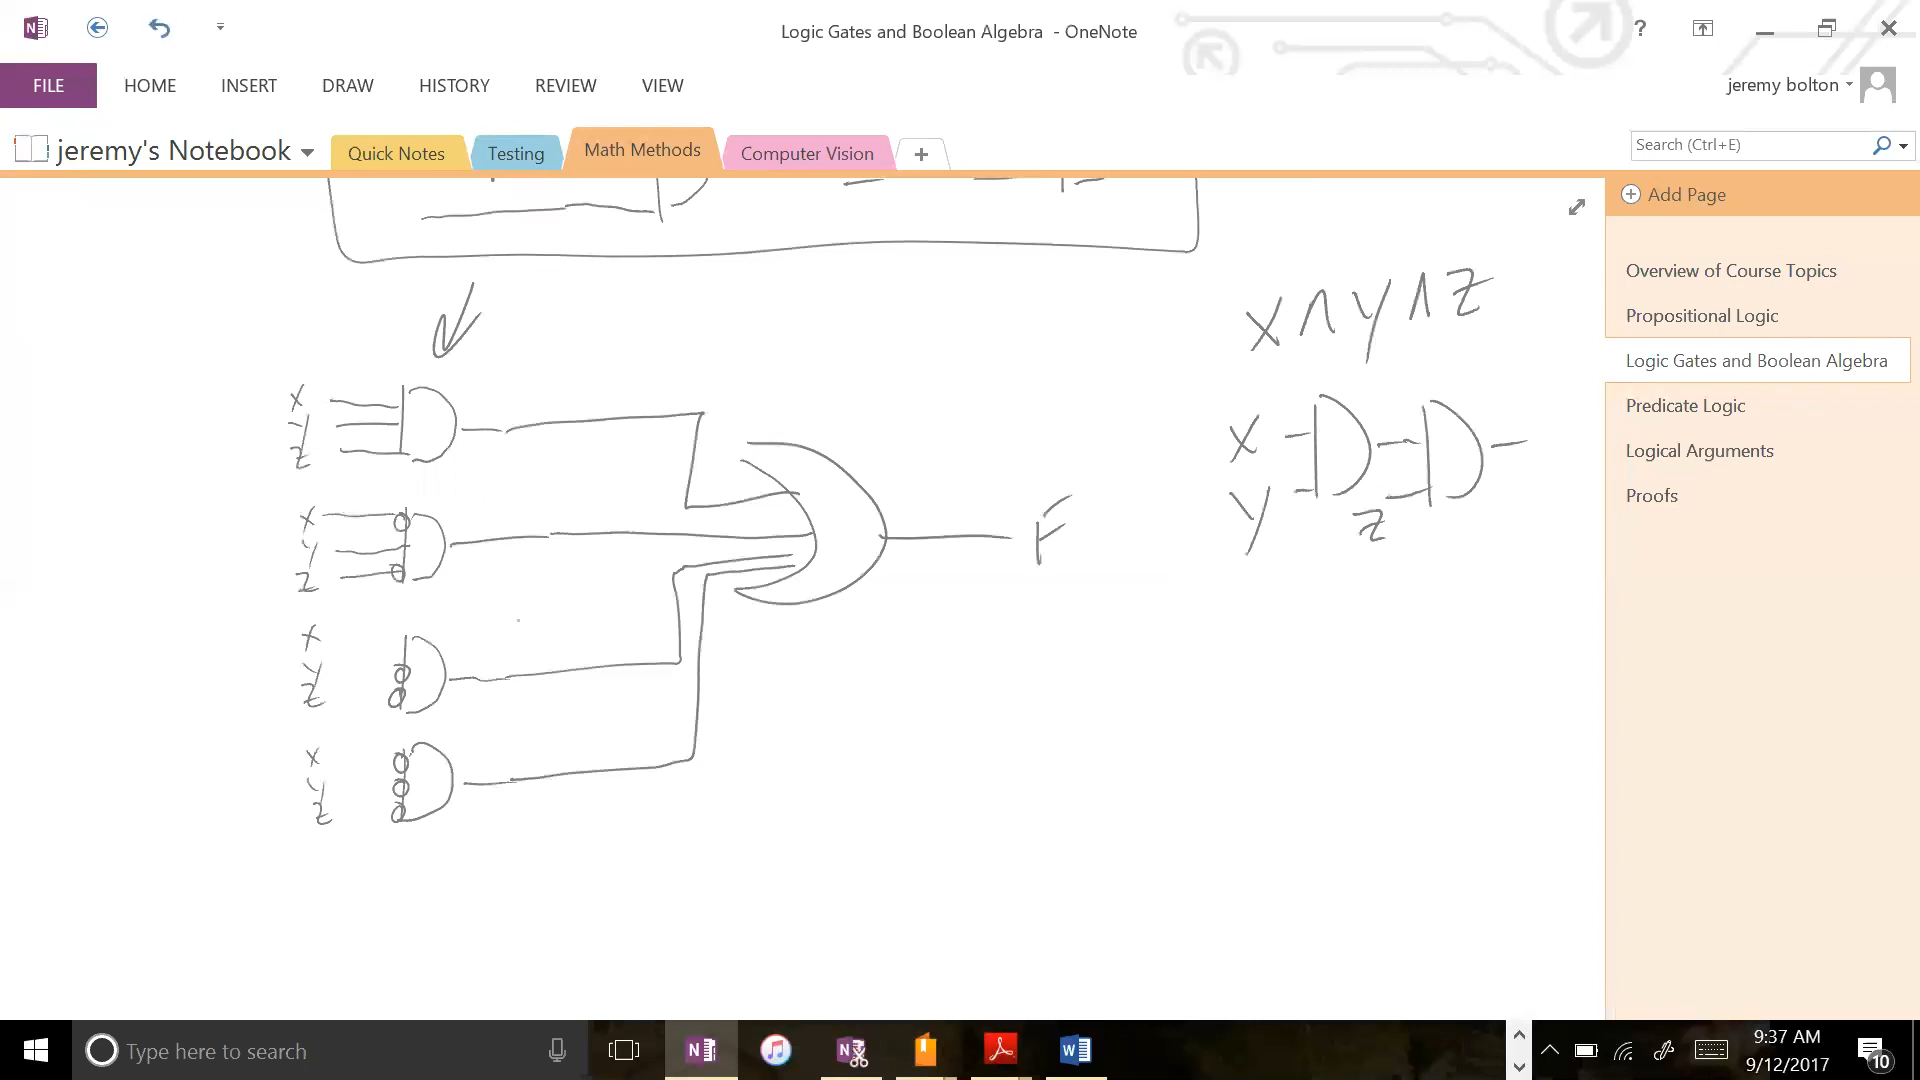 Logic Gates and Boolean Algebra - OneNote
?
FILE HOME INSERT DRAW HISTORY REVIEW VIEW
jeremy bolton
jeremy's Notebook
Quick Notes
Testing
Math Methods
Computer Vision
+
Search (Ctrl+E)
Add Page
Overview of Course Topics
Propositional Logic
Logic Gates and Boolean Algebra
Predicate Logic
Logical Arguments
Proofs
X ∧ Y ∧ Z
X
Y
Z
X
Y
Z
X
Y
Z
X
Y
Z
X
Y
Z
F
Type here to search
9:37 AM
9/12/2017
10